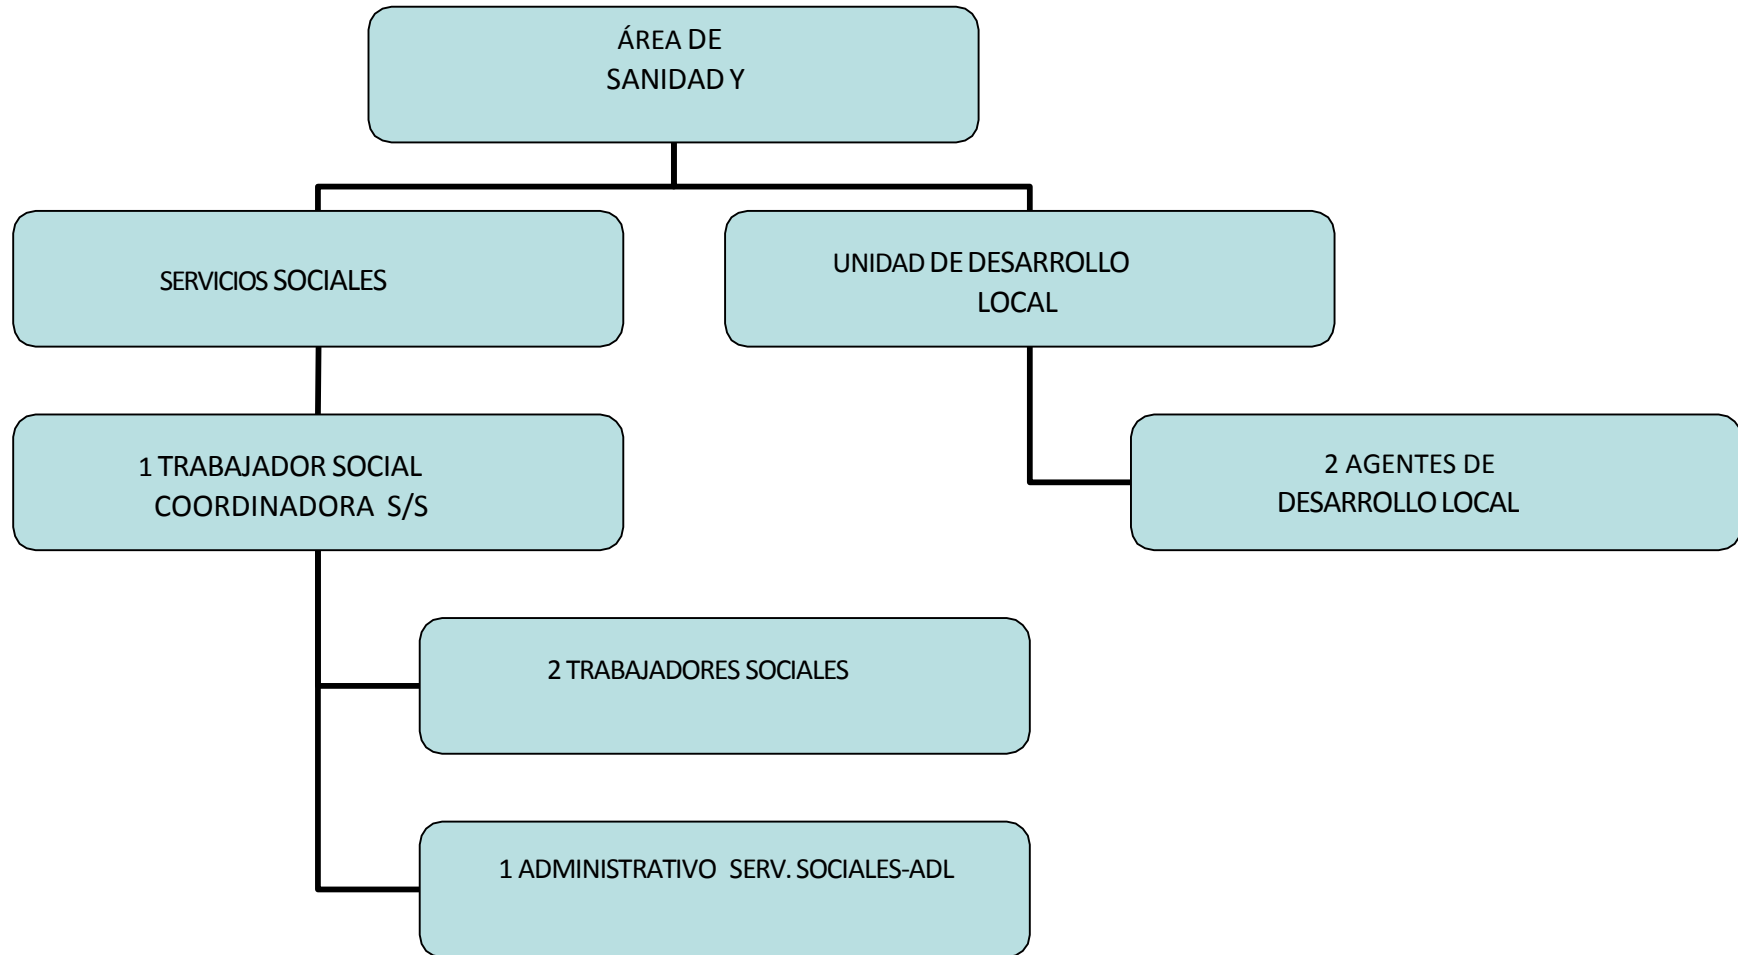 ÁREA DE
SANIDAD Y
SERVICIOS SOCIALES
UNIDAD DE DESARROLLO
LOCAL
1 TRABAJADOR SOCIAL
COORDINADORA S/S
2 AGENTES DE
DESARROLLO LOCAL
2 TRABAJADORES SOCIALES
1 ADMINISTRATIVO SERV. SOCIALES-ADL